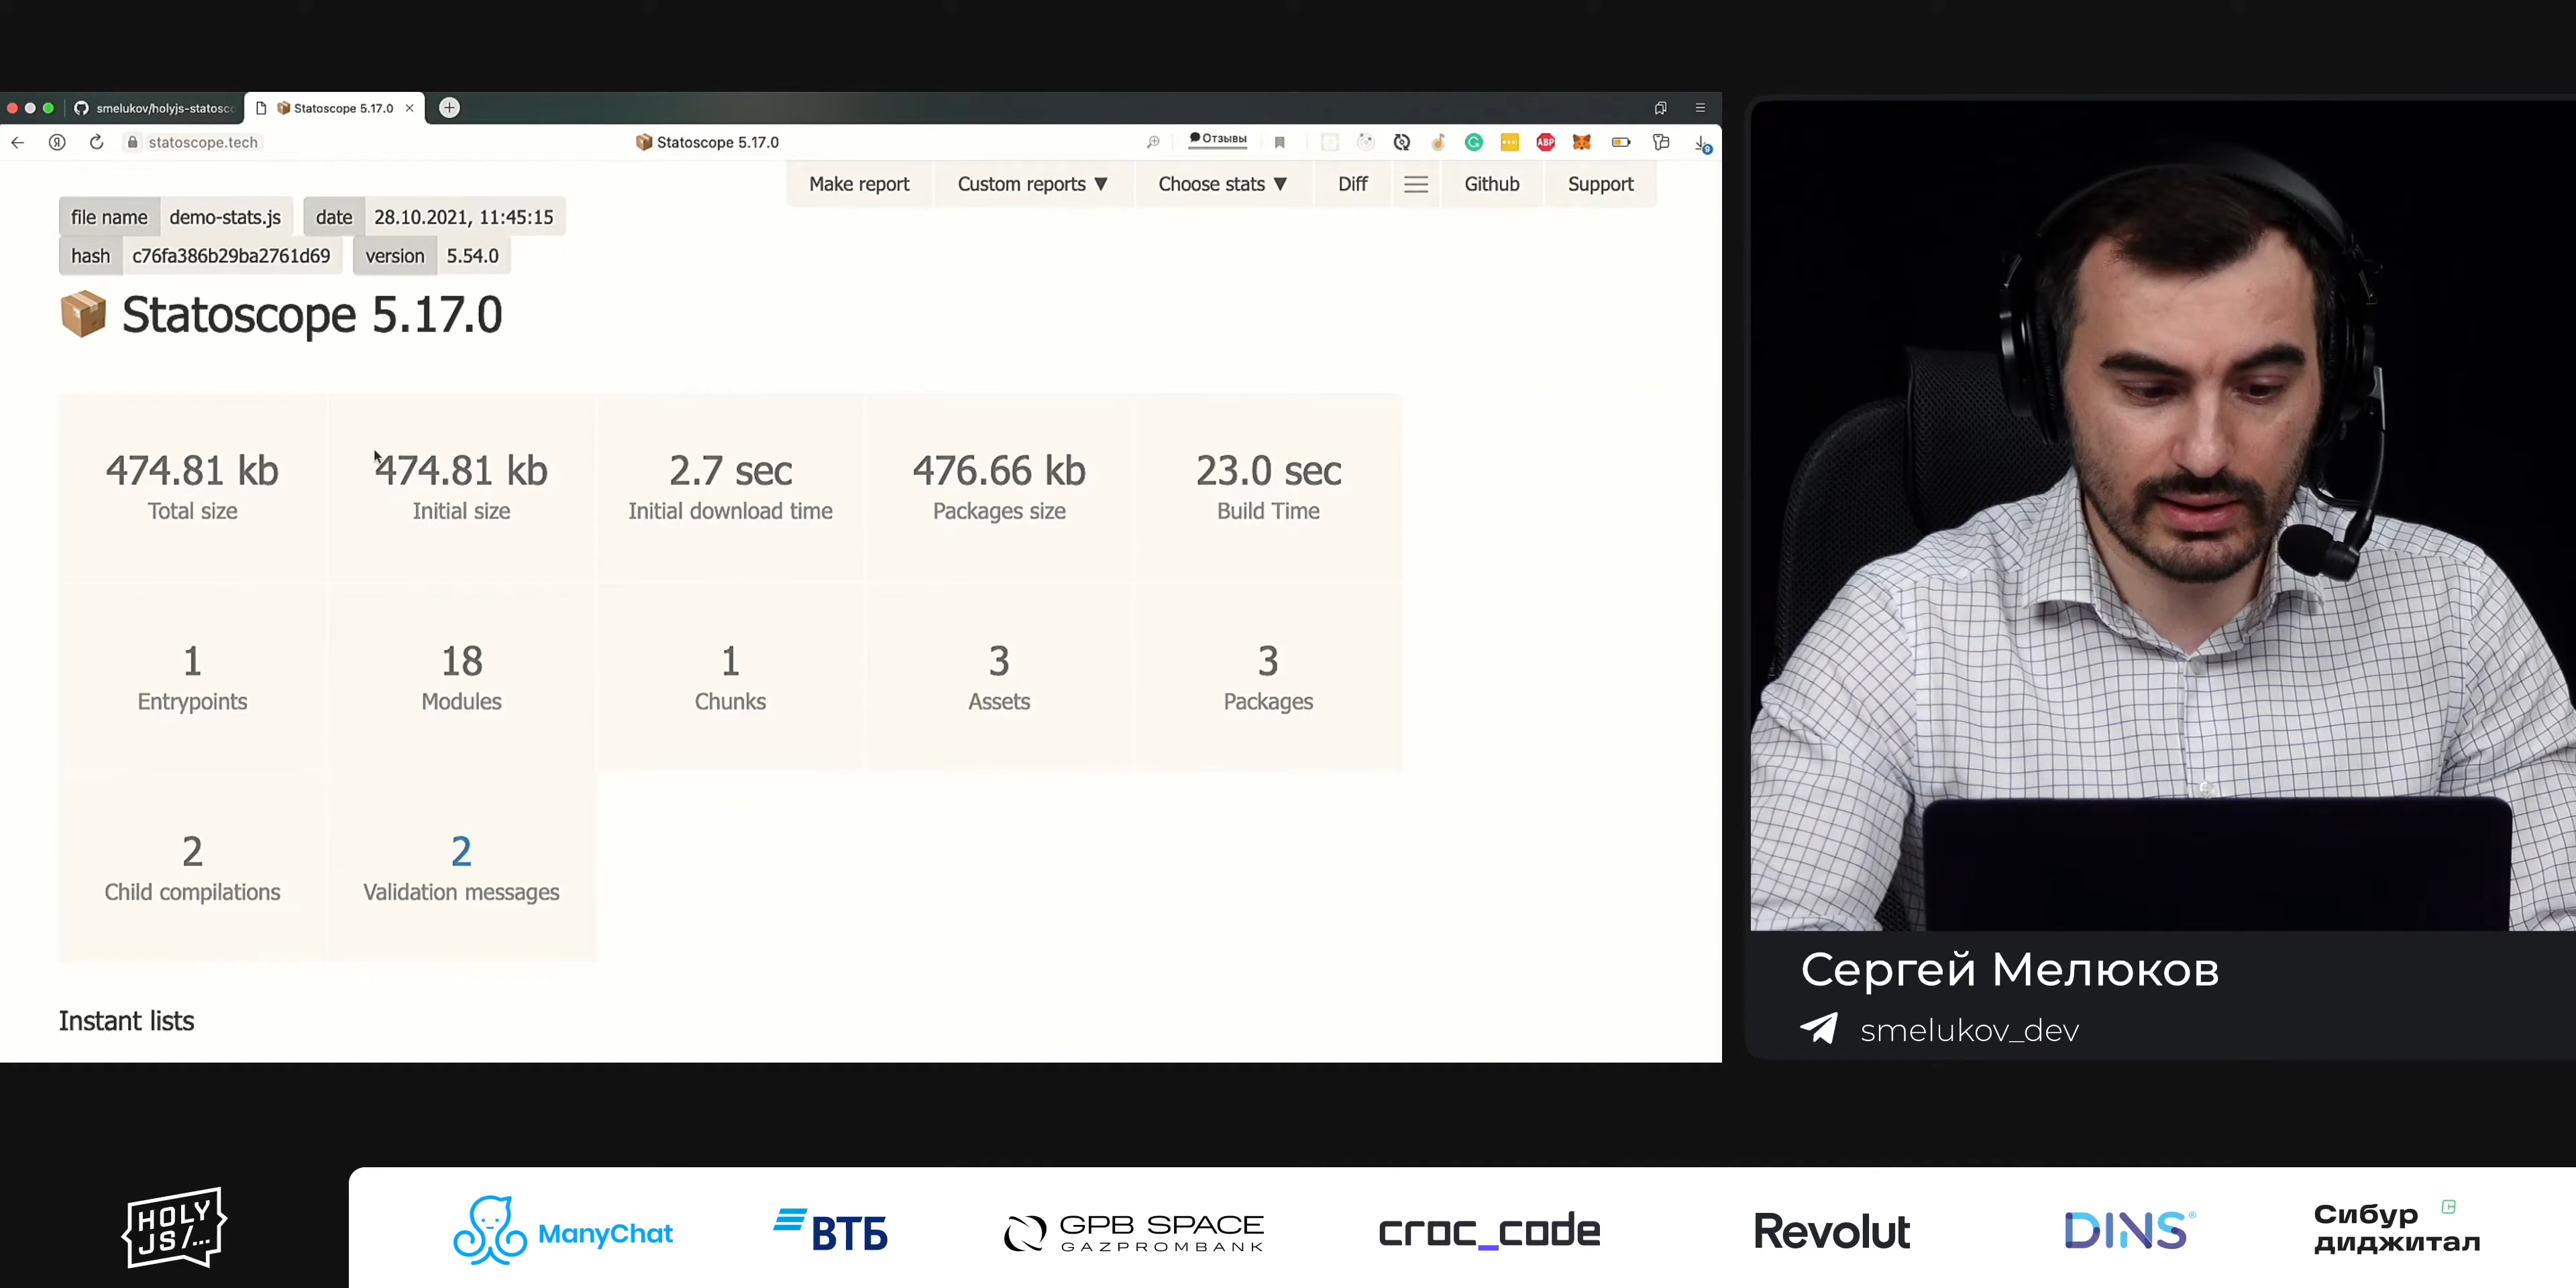 smelukov/holyjs-statosco
Statoscope 5.17.0
statoscope.tech
Statoscope 5.17.0
Отзывы
ABP
9
Make report
Custom reports ▼
Choose stats ▼
Diff
Github
Support
file name demo-stats.js date 28.10.2021, 11:45:15
hash c76fa386b29ba2761d69 version 5.54.0
Statoscope 5.17.0
474.81 kb
Total size
474.81 kb
Initial size
2.7 sec
Initial download time
476.66 kb
Packages size
23.0 sec
Build Time
1
Entrypoints
18
Modules
1
Chunks
3
Assets
3
Packages
2
Child compilations
2
Validation messages
Instant lists
Сергей Мелюков
smelukov_dev
HOLY
JS/...
ManyChat
ВТБ
GPB SPACE
GAZPROMBANK
croc_code
Revolut
DINS®
Сибур
диджитал